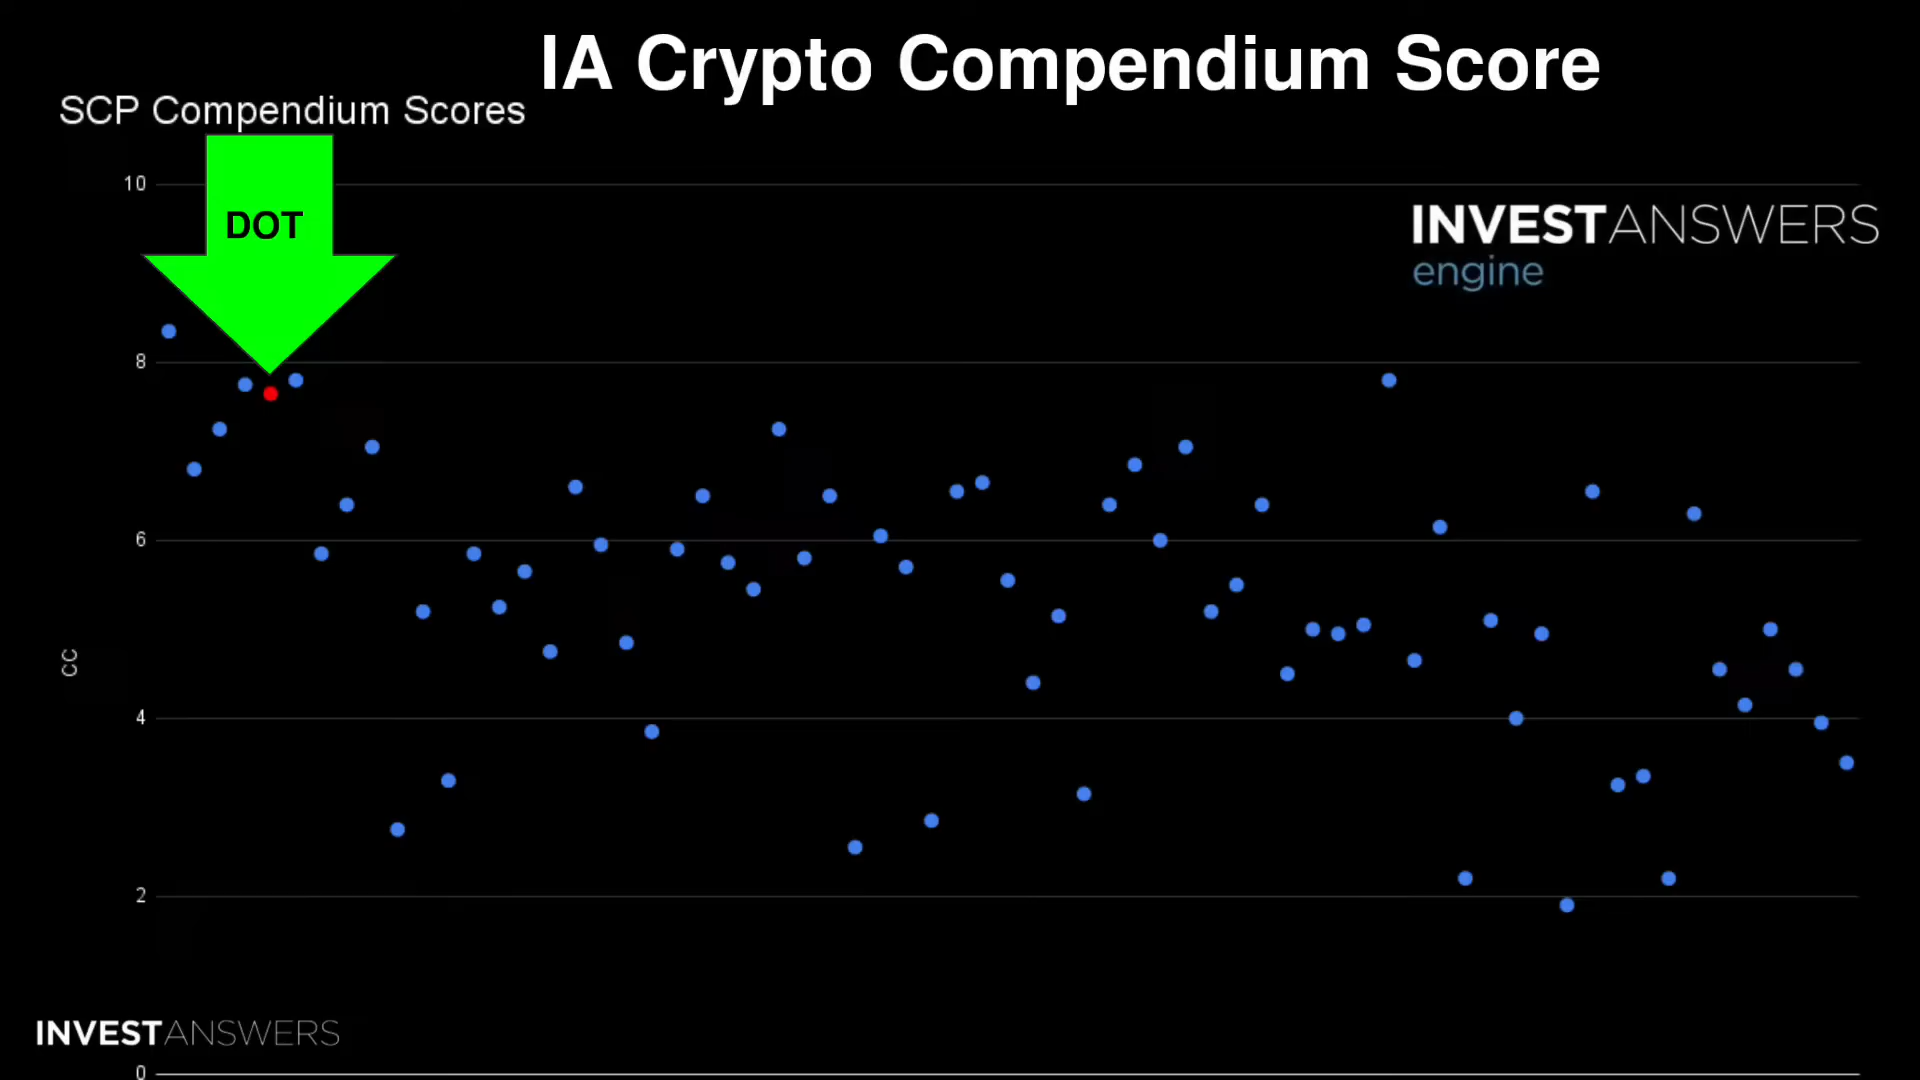 IA Crypto Compendium Score
SCP Compendium Scores
10
DOT
INVESTANSWERS
engine
8
6
cc
4
2
INVESTANSWERS
0